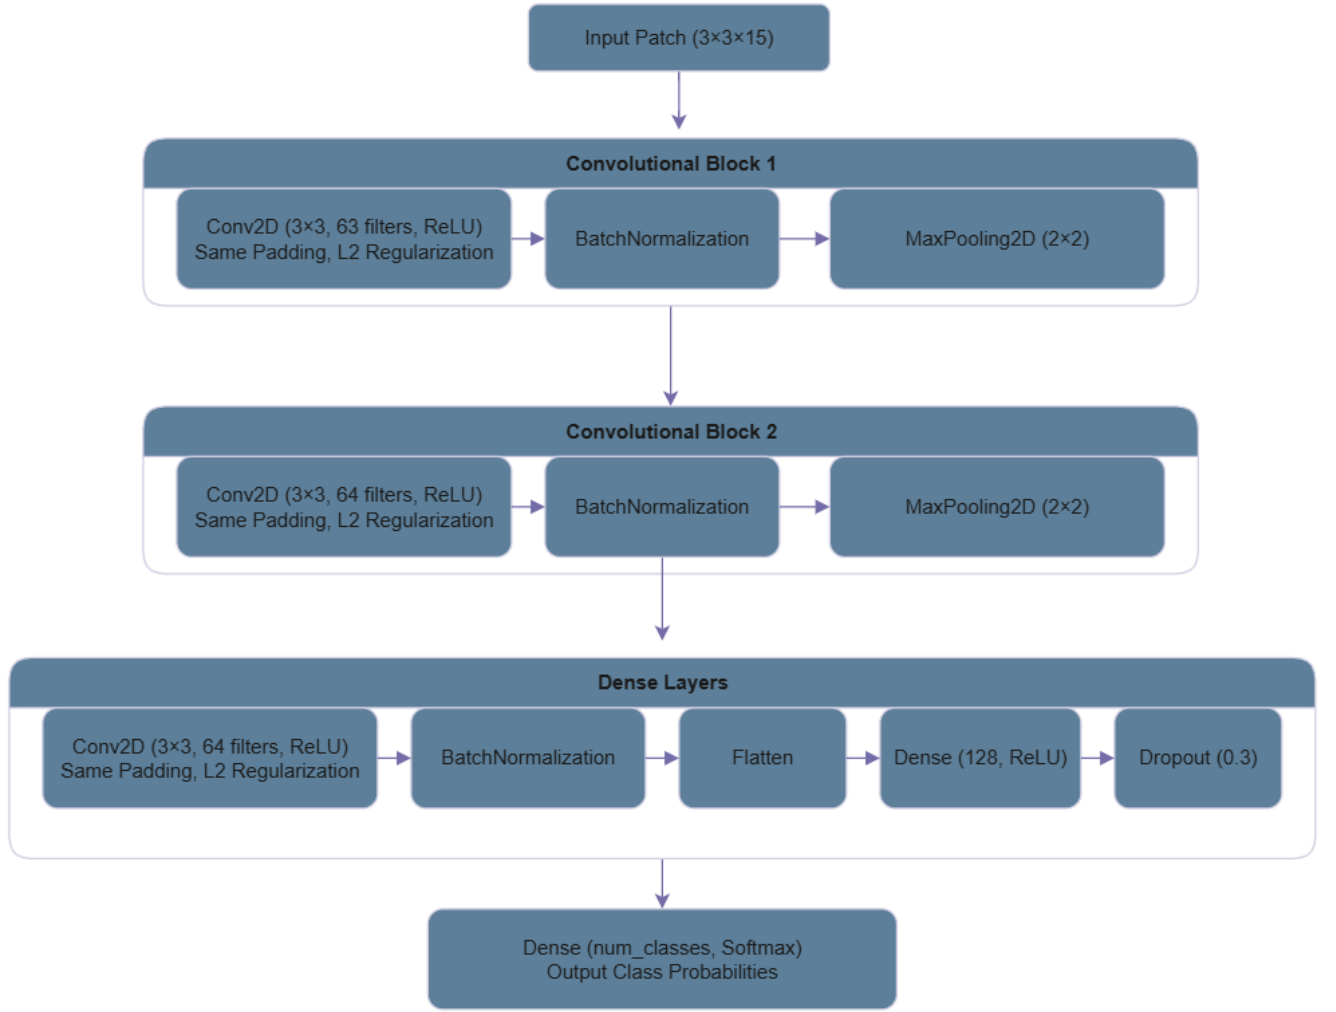 Input Patch (3×3×15)
Convolutional Block 1
Conv2D (3×3, 63 filters, ReLU)
Same Padding, L2 Regularization
BatchNormalization
MaxPooling2D (2×2)
Convolutional Block 2
Conv2D (3×3, 64 filters, ReLU)
Same Padding, L2 Regularization
BatchNormalization
MaxPooling2D (2×2)
Dense Layers
Conv2D (3×3, 64 filters, ReLU)
Same Padding, L2 Regularization
BatchNormalization
Flatten
Dense (128, ReLU)
Dropout (0.3)
Dense (num_classes, Softmax)
Output Class Probabilities